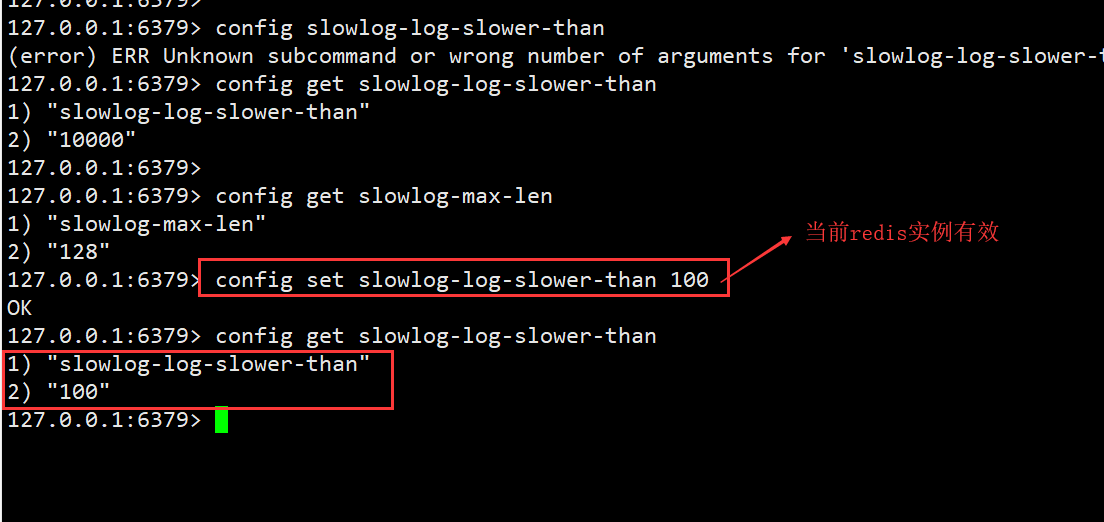 127.0.0.1:6379>
127.0.0.1:6379> config slowlog-log-slower-than
(error) ERR Unknown subcommand or wrong number of arguments for 'slowlog-log-slower-t
127.0.0.1:6379> config get slowlog-log-slower-than
1) "slowlog-log-slower-than"
2) "10000"
127.0.0.1:6379>
127.0.0.1:6379> config get slowlog-max-len
1) "slowlog-max-len"
2) "128"
127.0.0.1:6379> config set slowlog-log-slower-than 100
当前redis实例有效
OK
127.0.0.1:6379> config get slowlog-log-slower-than
1) "slowlog-log-slower-than"
2) "100"
127.0.0.1:6379>